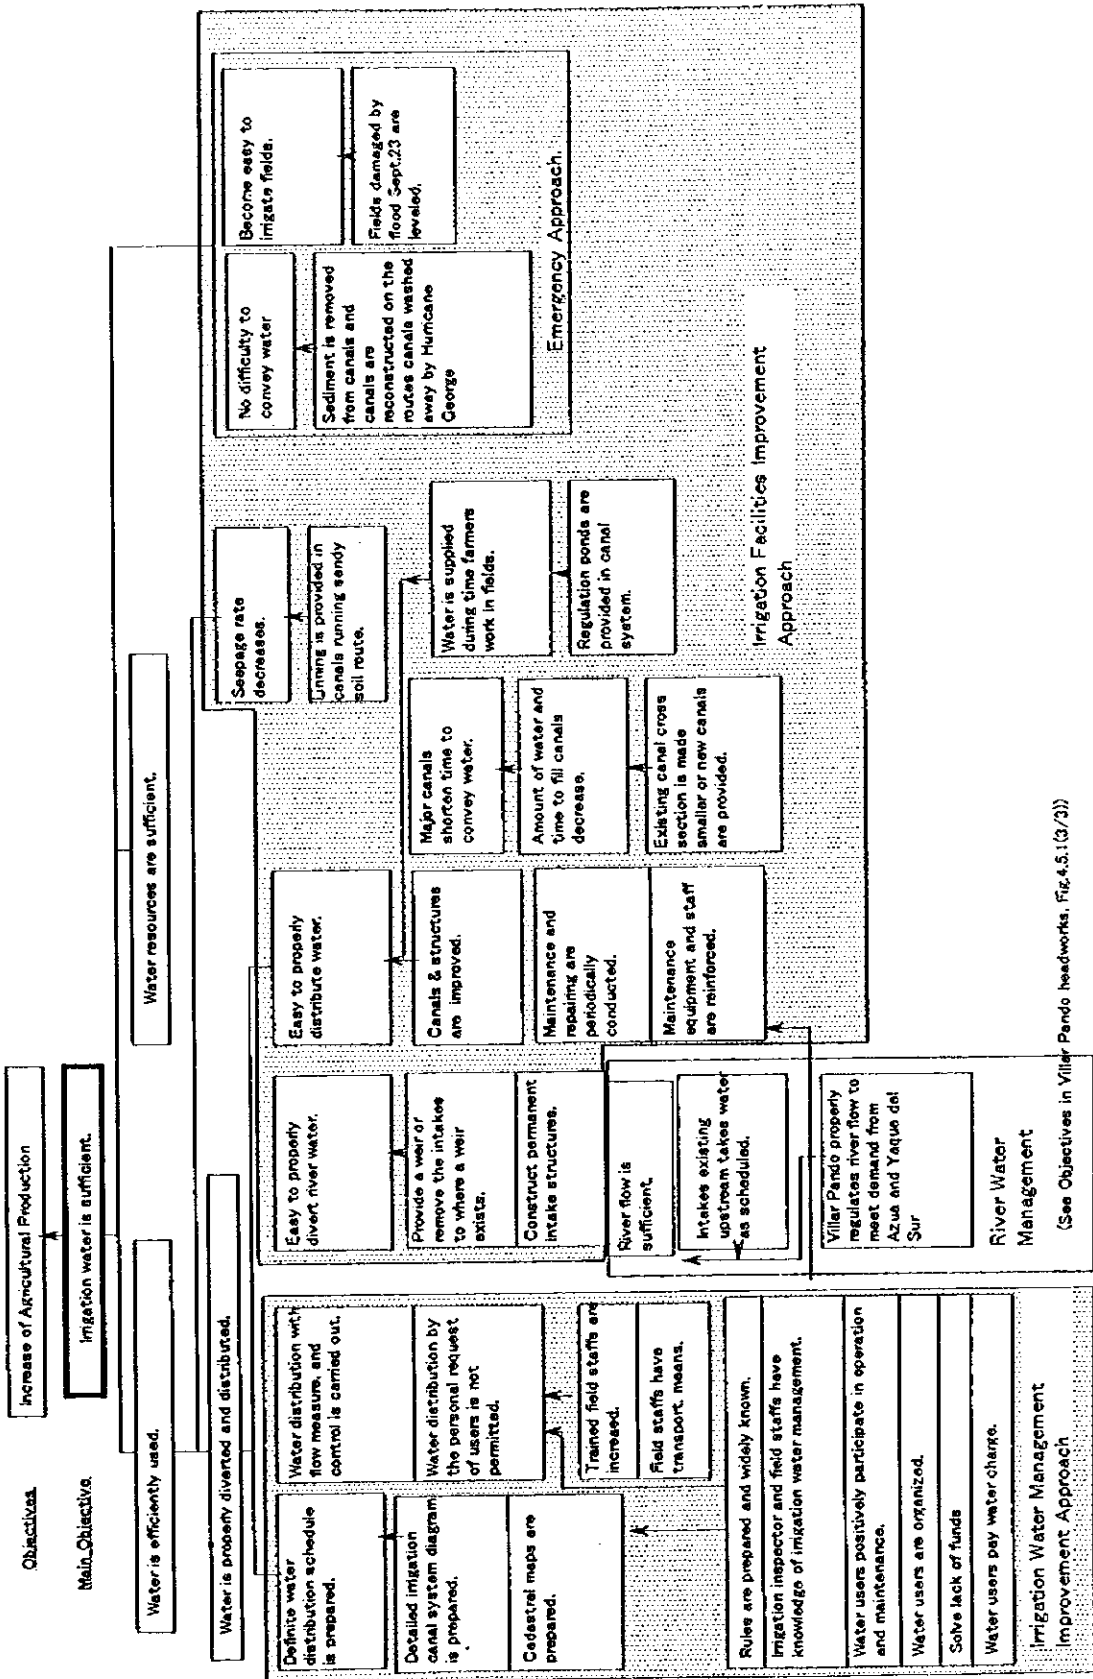 Objectives
Increase of Agricultural Production
Main Objective
Irrigation water is sufficient.
Water is efficiently used.
Water resources are sufficient.
Water is properly diverted and distributed.
Definite water
distribution schedule
is prepared.
Detailed irrigation
canal system diagram
is prepared.
Cadastral maps are
prepared.
Water distribution with
flow measure, and
control is carried out.
Water distribution by
the personal request
of users is not
permitted.
Trained field staffs are
increased.
Field staffs have
transport means.
Rules are prepared and widely known.
Irrigation inspector and field staffs have
knowledge of irrigation water management.
Water users positively participate in operation
and maintenance.
Water users are organized.
Solve lack of funds
Water users pay water charge.
Irrigation Water Management
Improvement Approach
Easy to properly
divert river water.
Provide a weir or
remove the intakes
to where a weir
exists.
Construct permanent
intake structures.
River flow is
sufficient.
Intakes existing
upstream takes water
as scheduled.
Villar Pando properly
regulates river flow to
meet demand from
Azua and Yaque del
Sur
River Water
Management
(See Objectives in Villar Pando headworks, Fig.4.5.1(3/3))
Easy to properly
distribute water.
Canals & structures
are improved.
Maintenance and
repairing are
periodically
conducted.
Maintenance
equipment and staff
are reinforced.
Major canals
shorten time to
convey water.
Amount of water and
time to fill canals
decrease.
Existing canal cross
section is made
smaller or new canals
are provided.
Seepage rate
decreases.
Linning is provided in
canals running sandy
soil route.
Water is supplied
during time farmers
work in fields.
Regulation ponds are
provided in canal
system.
Irrigation Facilities Improvement
Approach
No difficulty to
convey water
Sediment is removed
from canals and
canals are
reconstructed on the
routes canals washed
away by Hurricane
George
Become easy to
irrigate fields.
Fields damaged by
flood Sept.23 are
leveled.
Emergency Approach.